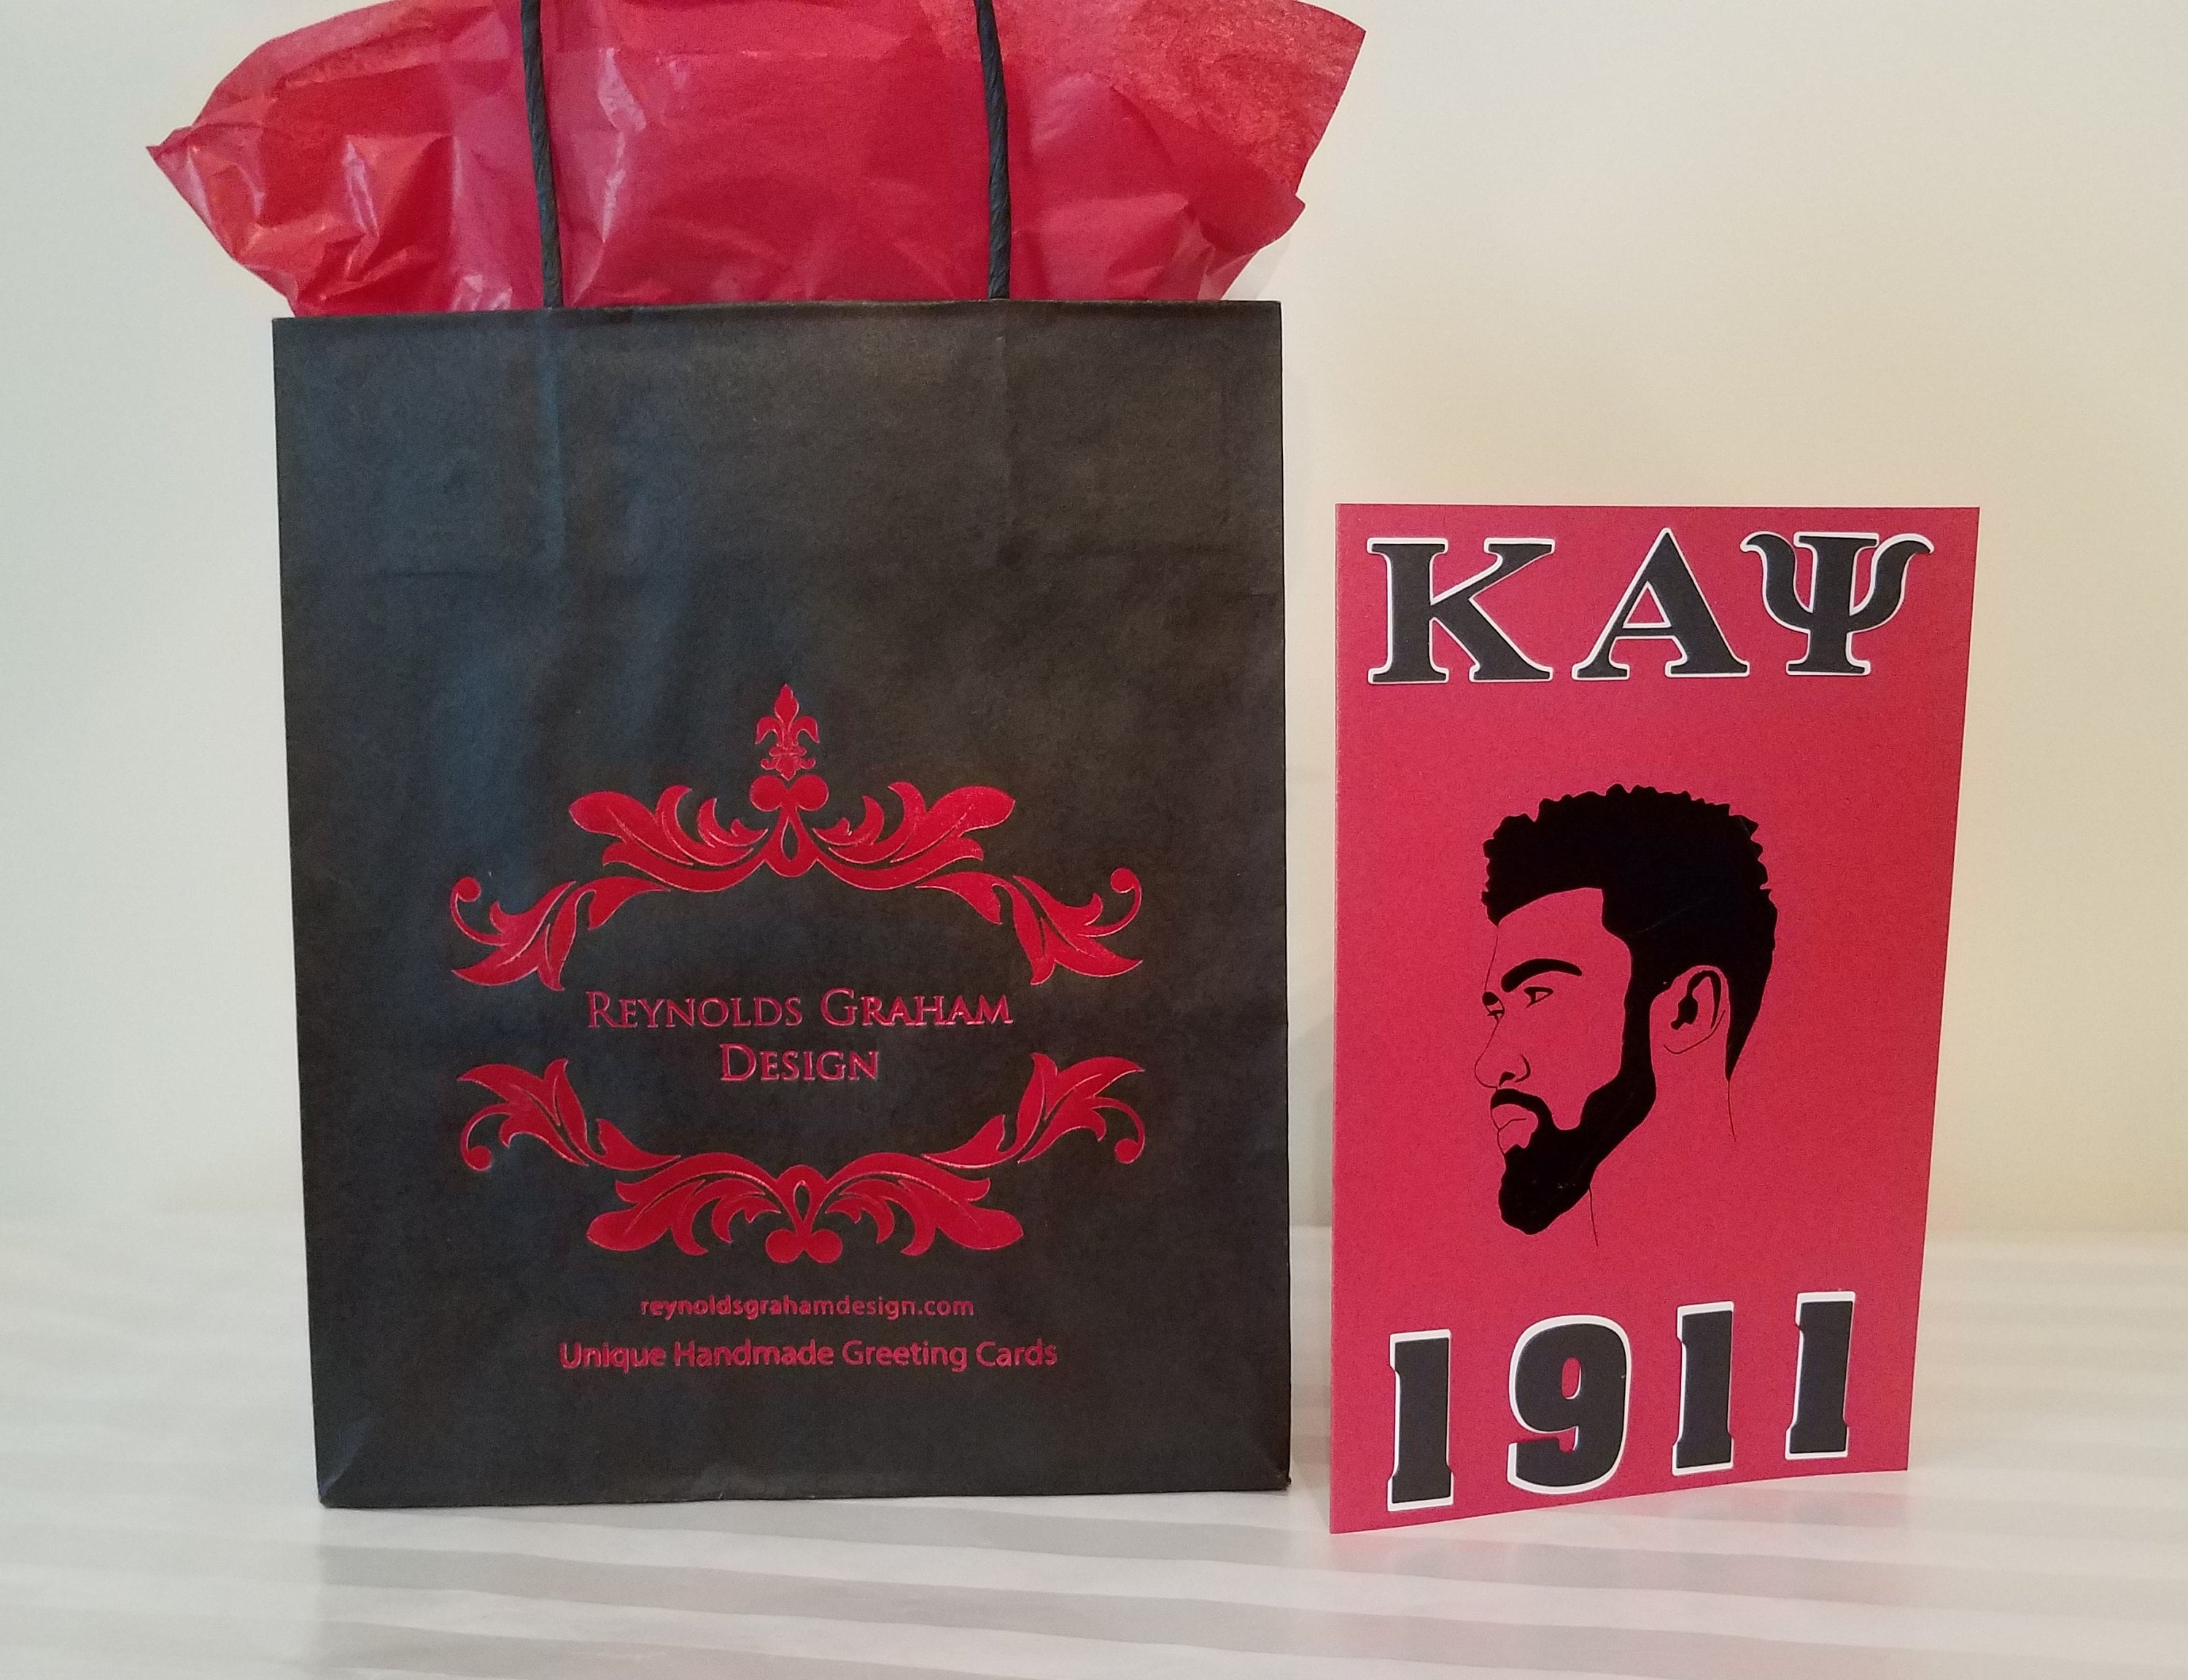 REYNOLDS GRAHAM
DESIGN
reynoldsgrahamdesign.com
Unique Handmade Greeting Cards
ΚΑΨ
1911